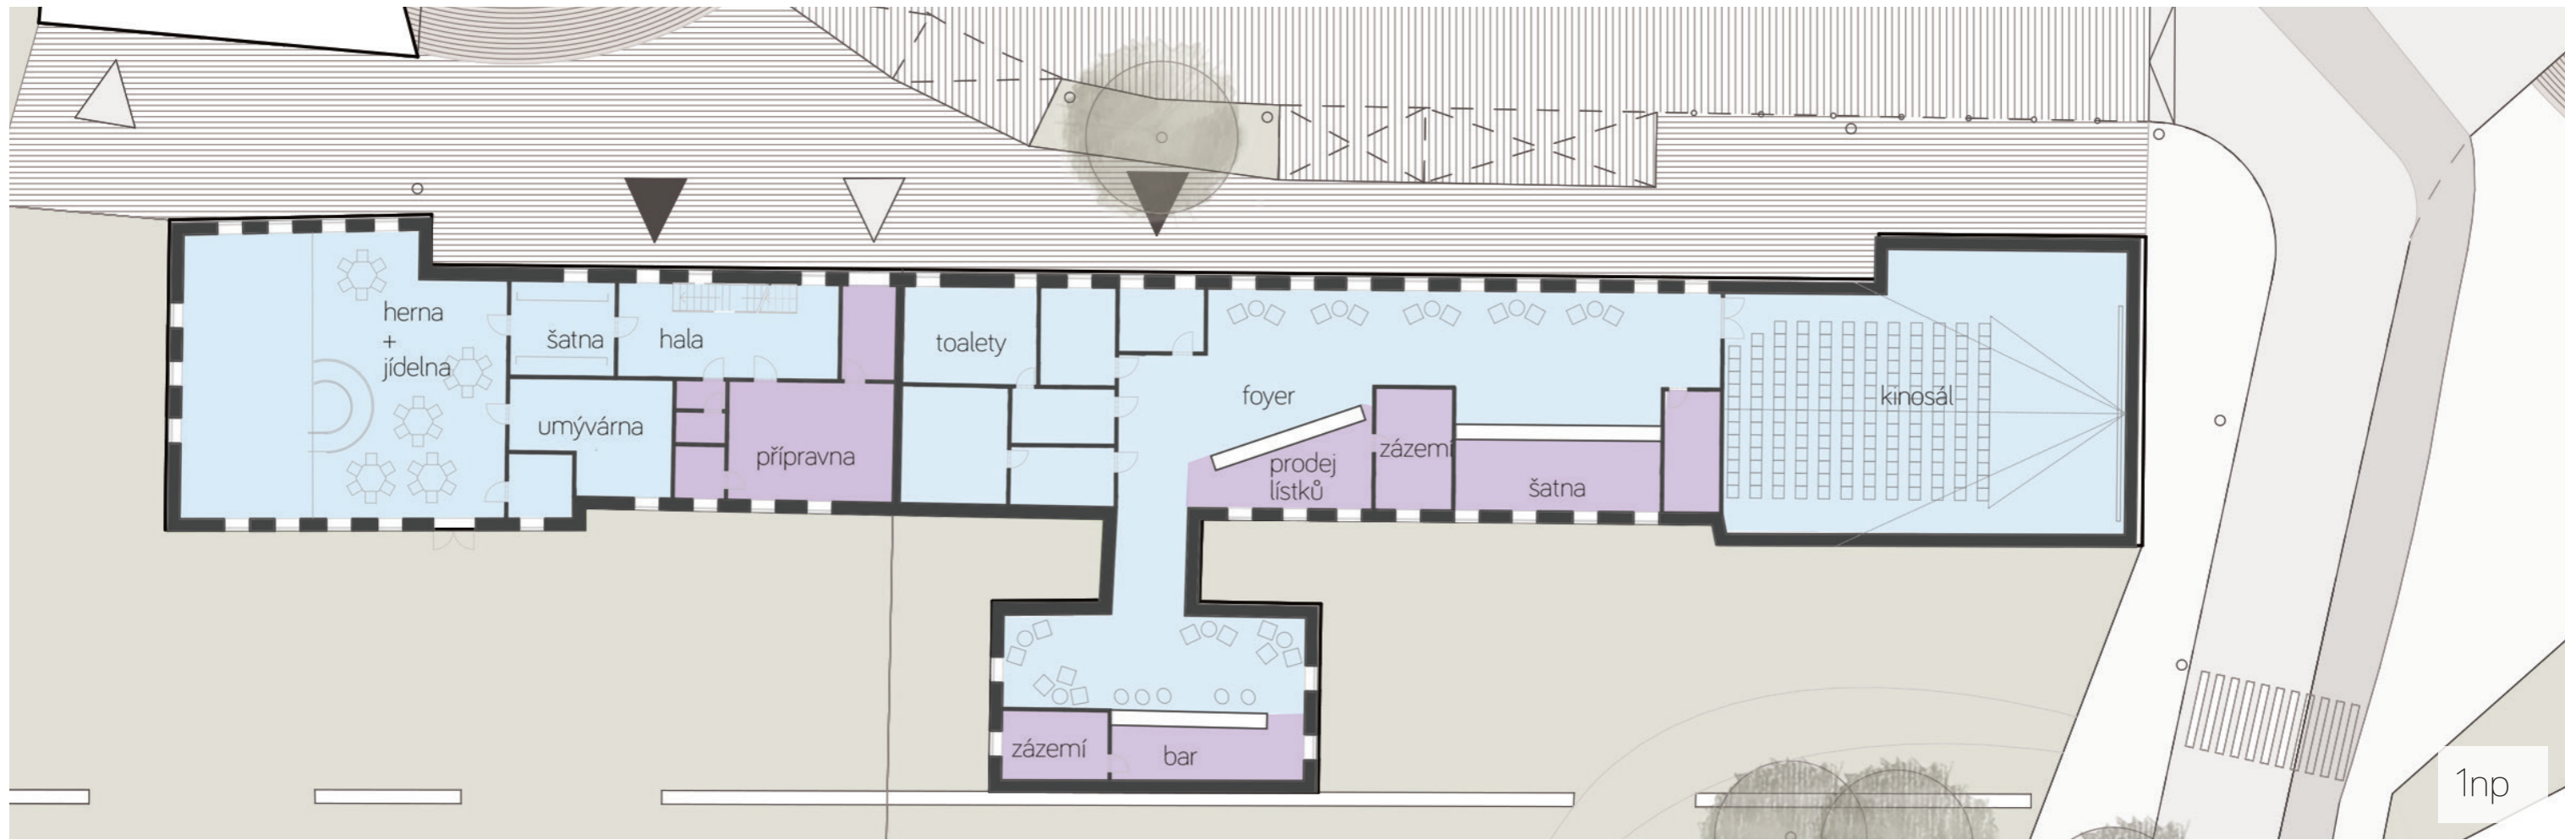 herna
+
jídelna
šatna
hala
umývárna
přípravna
toalety
foyer
prodej
lístků
zázemí
šatna
kinosál
zázemí
bar
1np